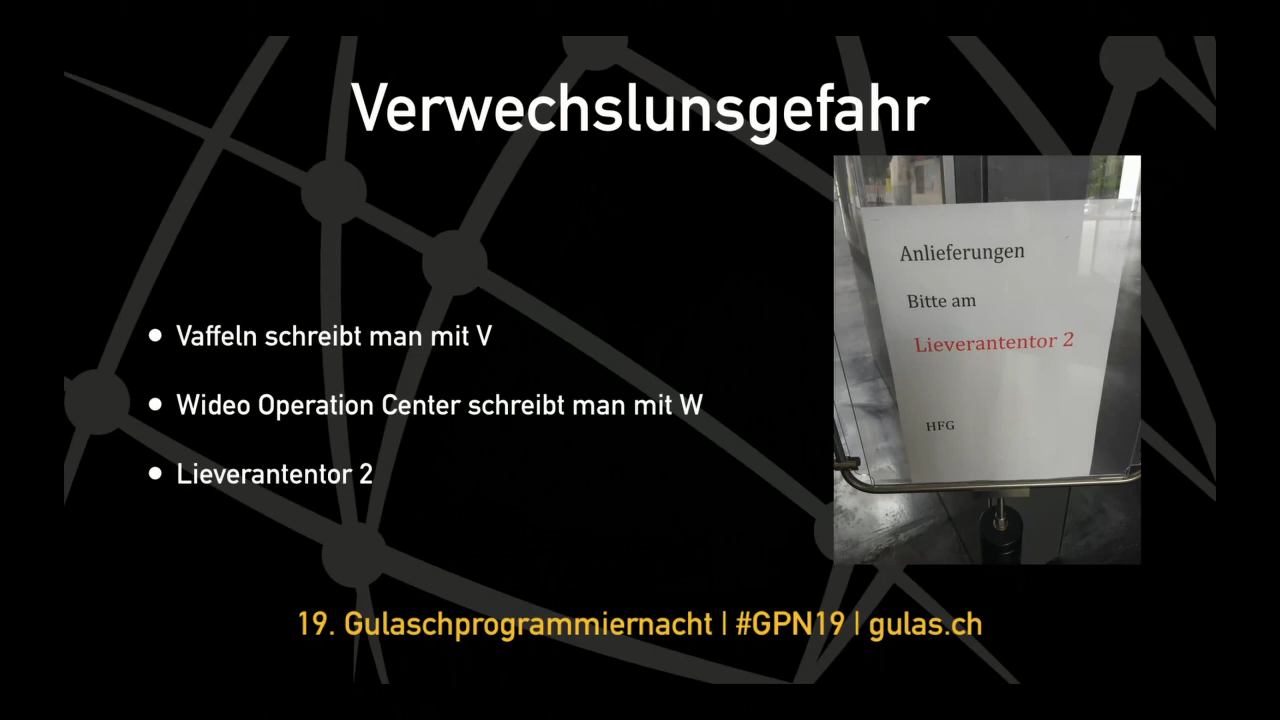 Verwechslunsgefahr
Vaffeln schreibt man mit V
Wideo Operation Center schreibt man mit W
Lieverantentor 2
Anlieferungen
Bitte am
Lieverantentor 2
HFG
19. Gulaschprogrammiernacht | #GPN19 | gulas.ch